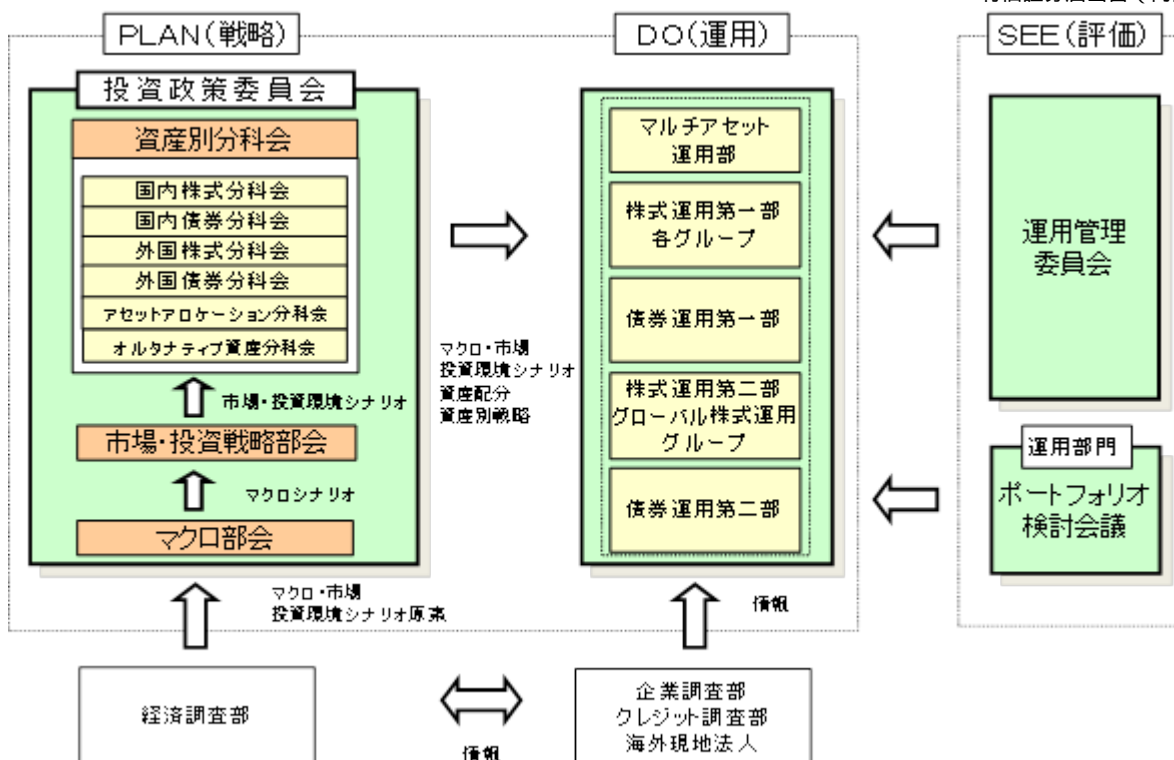 PLAN(戦略)
DO(運用)
SEE(評価)
投資政策委員会
資産別分科会
国内株式分科会
国内債券分科会
外国株式分科会
外国債券分科会
アセットアロケーション分科会
オルタナティブ資産分科会
市場・投資環境シナリオ
市場・投資戦略部会
マクロシナリオ
マクロ部会
マクロ・市場
投資環境シナリオ
資産配分
資産別戦略
マルチアセット
運用部
株式運用第一部
各グループ
債券運用第一部
株式運用第二部
グローバル株式運用
グループ
債券運用第二部
運用管理
委員会
運用部門
ポートフォリオ
検討会議
マクロ・市場
投資環境シナリオ原案
情報
経済調査部
情報
企業調査部
クレジット調査部
海外現地法人